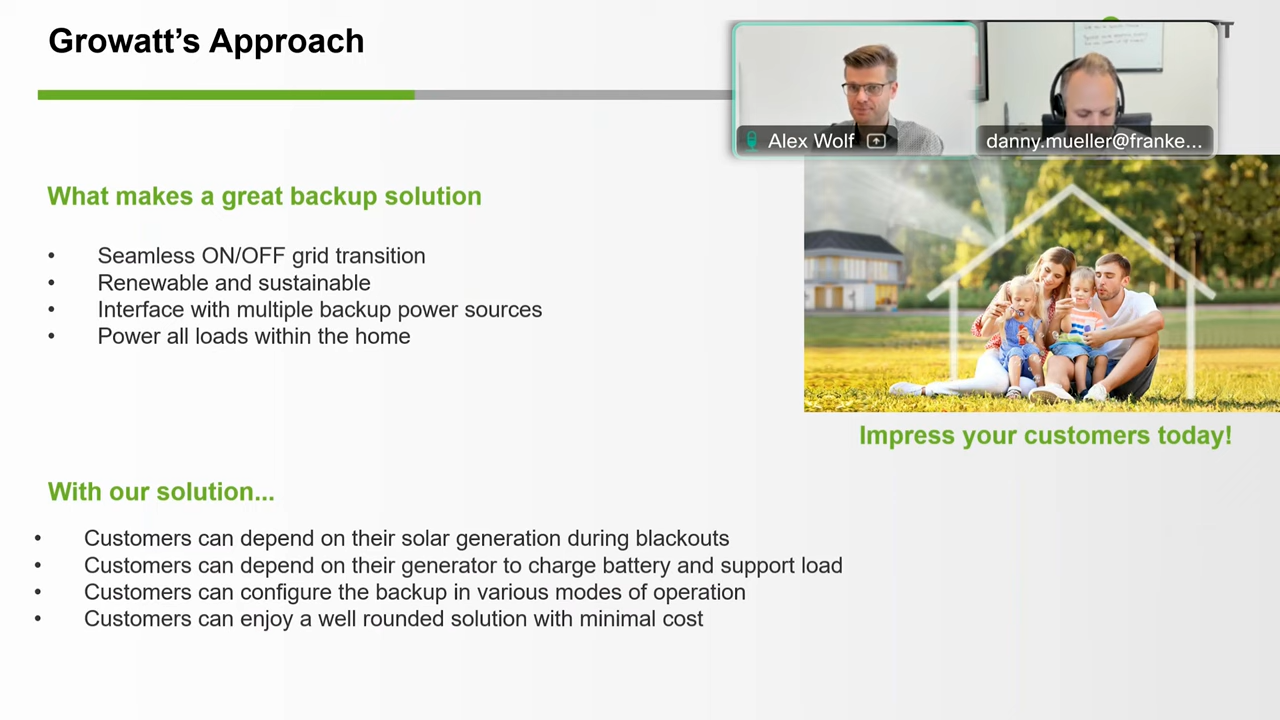 Growatt’s Approach
Alex Wolf
danny.mueller@franke...
What makes a great backup solution
• Seamless ON/OFF grid transition
• Renewable and sustainable
• Interface with multiple backup power sources
• Power all loads within the home
Impress your customers today!
With our solution...
• Customers can depend on their solar generation during blackouts
• Customers can depend on their generator to charge battery and support load
• Customers can configure the backup in various modes of operation
• Customers can enjoy a well rounded solution with minimal cost